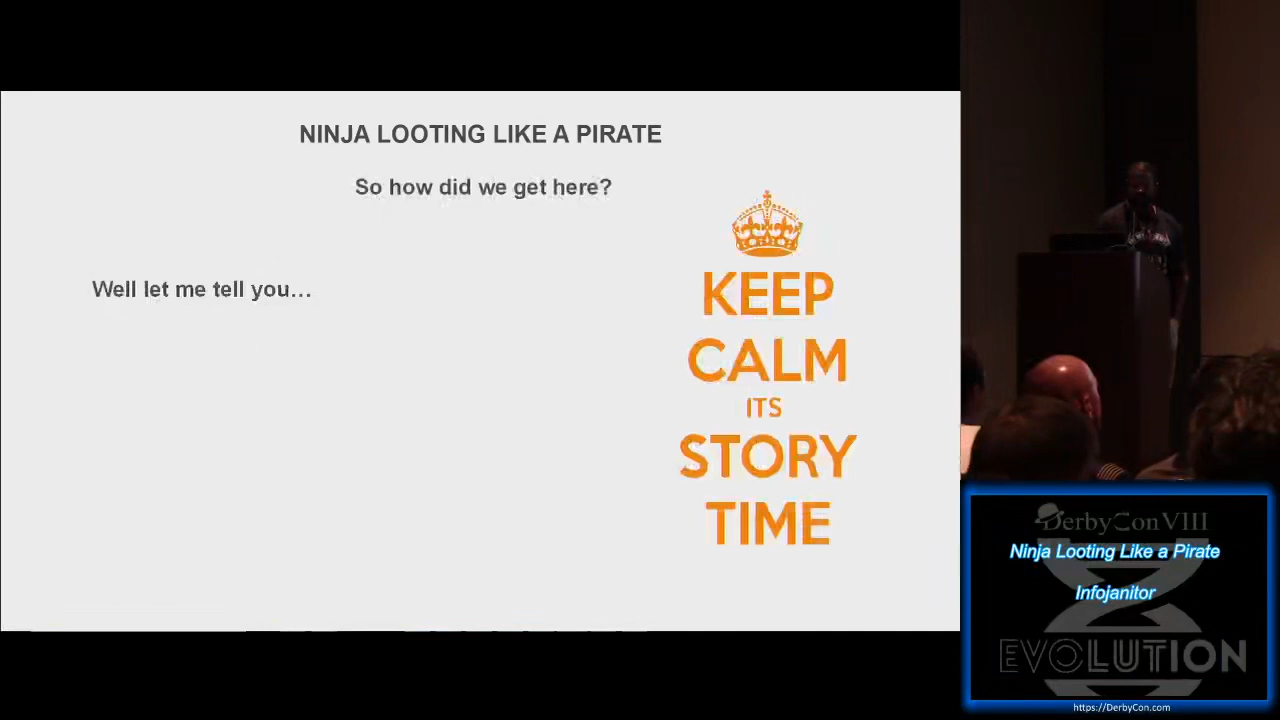 NINJA LOOTING LIKE A PIRATE
So how did we get here?
Well let me tell you…
KEEP
CALM
ITS
STORY
TIME
DerbyCon VIII
Ninja Looting Like a Pirate
Infojanitor
EVOLUTION
https://DerbyCon.com